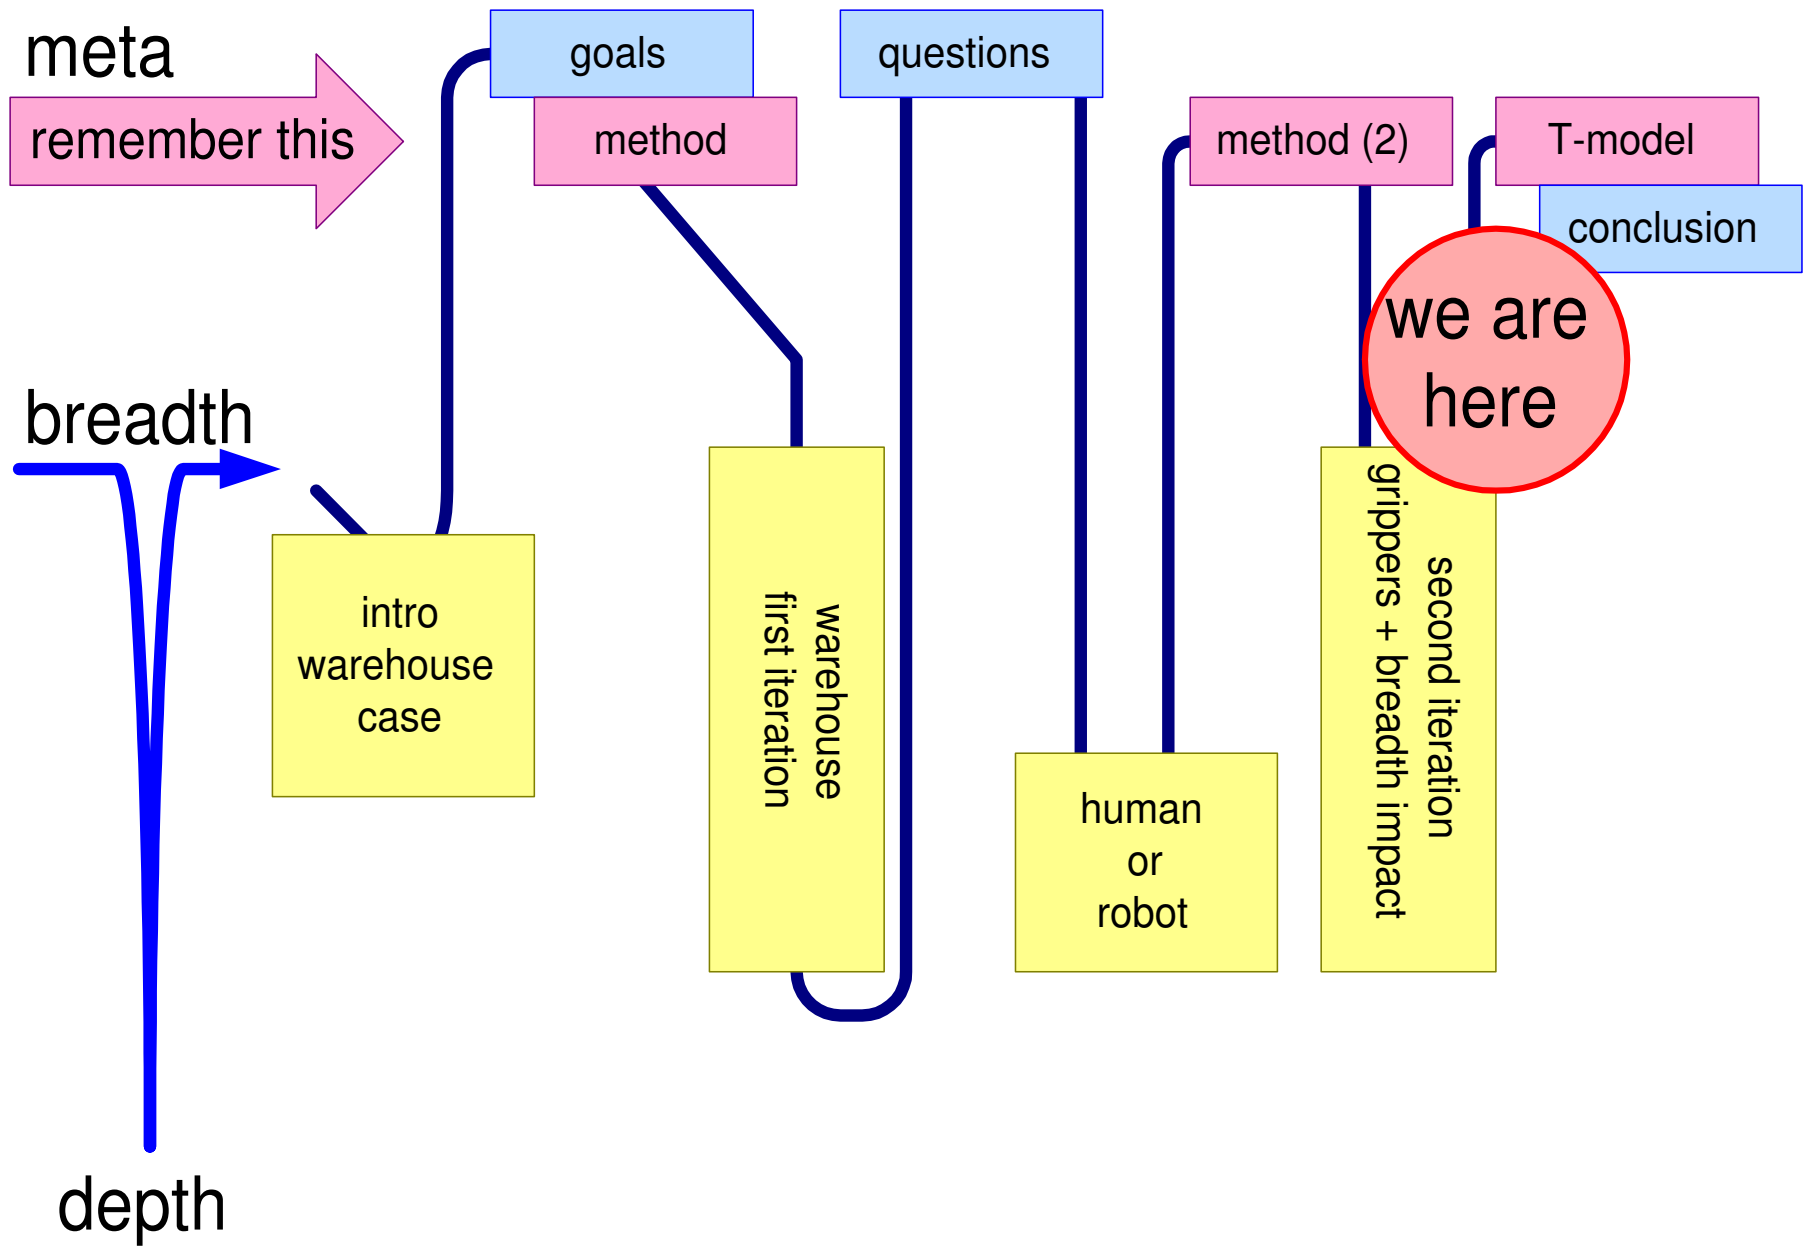 meta
remember this
goals
method
questions
method (2)
T-model
conclusion
we are
here
breadth
intro
warehouse
case
warehouse
first iteration
human
or
robot
second iteration
grippers + breadth impact
depth